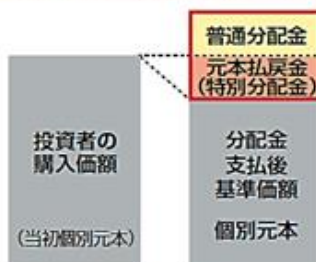 普通分配金
元本払戻金
(特別分配金)
投資者の
購入価額
(当初個別元本)
分配金
支払後
基準価額
個別元本